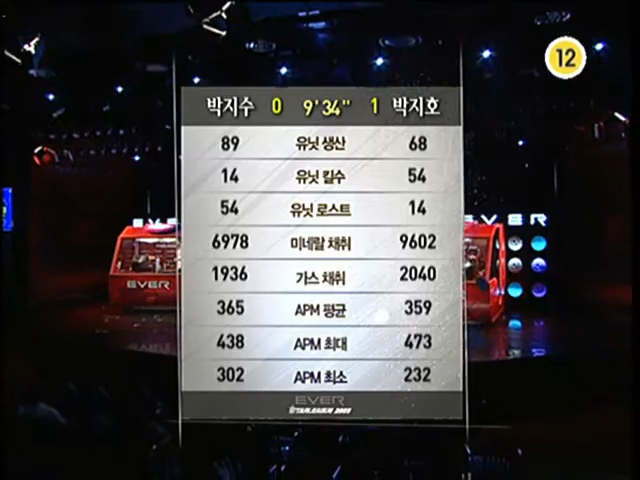 12
박지수 0 9'34" 1 박지호
89 유닛 생산 68
14 유닛 킬수 54
54 유닛 로스트 14
6978 미네랄 채취 9602
1936 가스 채취 2040
365 APM 평균 359
438 APM 최대 473
302 APM 최소 232
EVER
STARLEAGUE 2008
EVER
EVER